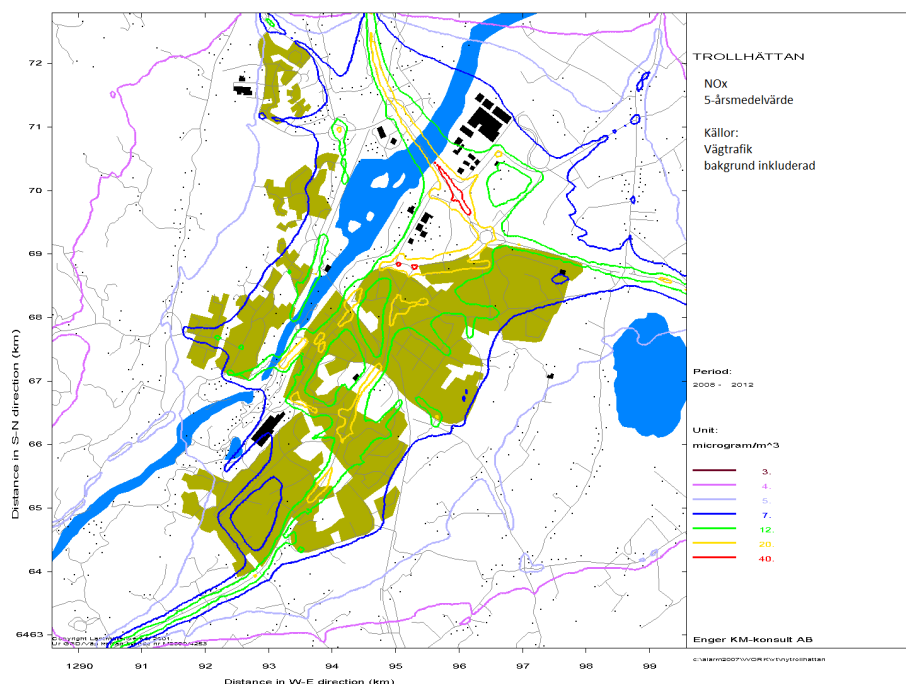 TROLLHÄTTAN
NOx
5-årsmedelvärde
Källor:
Vägtrafik
bakgrund inkluderad
Period:
2008 - 2012
Unit:
microgram/m^3
3.
4.
5.
7.
12.
20.
40.
Enger KM-konsult AB
Distance in S-N direction (km)
72
71
70
69
68
67
66
65
64
6463
1290 91 92 93 94 95 96 97 98 99
Distance in W-E direction (km)